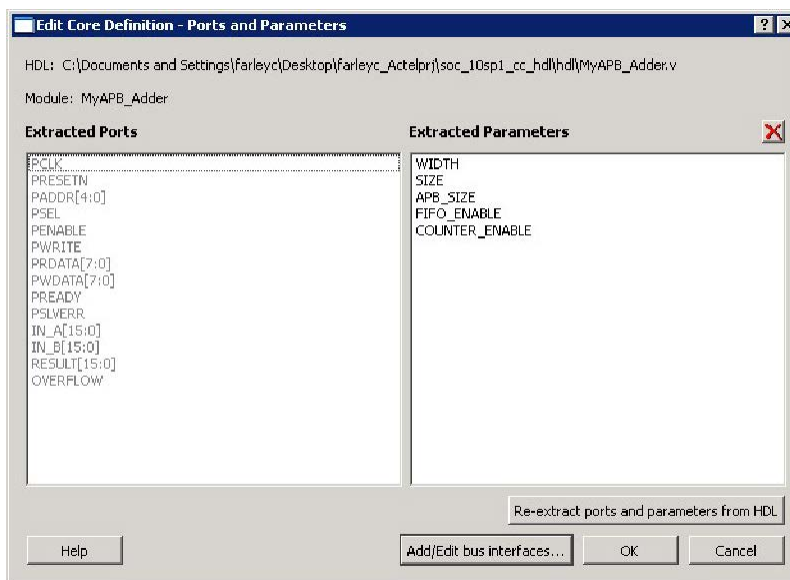 Edit Core Definition - Ports and Parameters
HDL: C:\Documents and Settings\farleyc\Desktop\farleyc_Actelprj\soc_10sp1_cc_hdl\hdl\MyAPB_Adder.v
Module: MyAPB_Adder
Extracted Ports
PCLK
PRESETN
PADDR[4:0]
PSEL
PENABLE
PWRITE
PRDATA[7:0]
PWDATA[7:0]
PREADY
PSLVERR
IN_A[15:0]
IN_B[15:0]
RESULT[15:0]
OVERFLOW
Extracted Parameters
WIDTH
SIZE
APB_SIZE
FIFO_ENABLE
COUNTER_ENABLE
Re-extract ports and parameters from HDL
Help
Add/Edit bus interfaces...
OK
Cancel